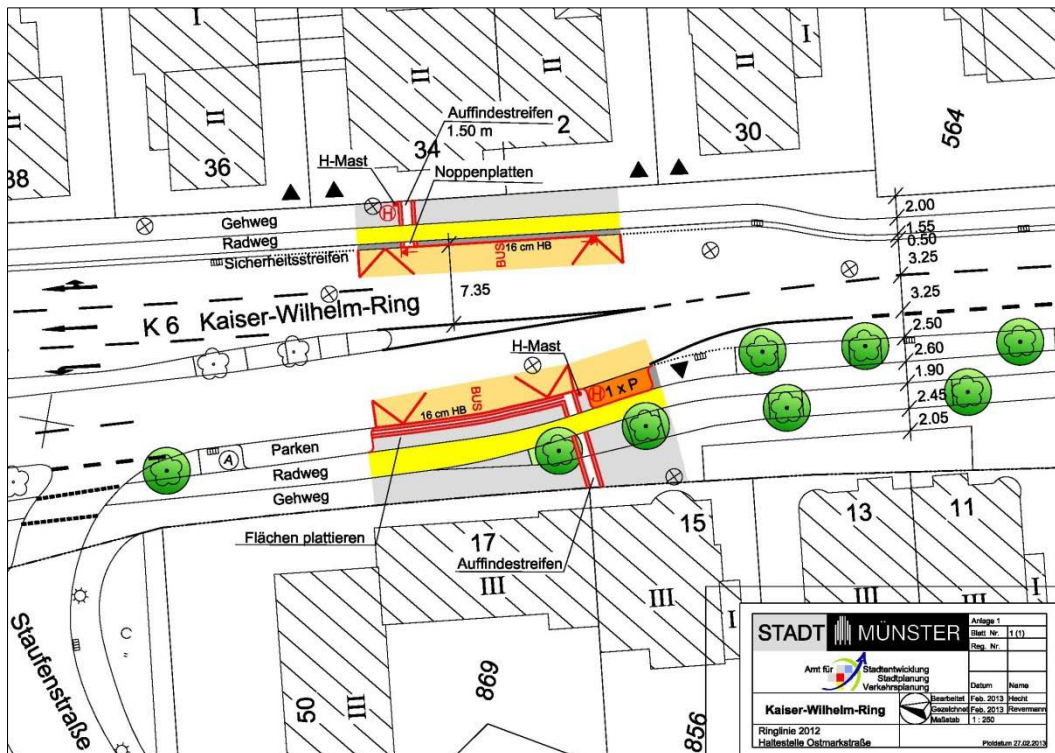 I
II
II
II
II
II
I
38
36
34
2
30
564
Auffindestreifen
1.50 m
H-Mast
Noppenplatten
H
Gehweg
Radweg
Sicherheitsstreifen
BUS
16 cm HB
7.35
K 6 Kaiser-Wilhelm-Ring
2.00
1.55
0.50
3.25
3.25
2.50
2.60
1.90
2.45
2.05
H-Mast
H
1 x P
BUS
16 cm HB
Parken
Radweg
Gehweg
A
Flächen plattieren
Auffindestreifen
17
15
13
11
III
III
III
III
I
I
50
III
869
856
Staufenstraße
STADT MÜNSTER
Anlage 1
Blatt Nr. 1 (1)
Reg. Nr.
Amt für Stadtentwicklung
Stadtplanung
Verkehrsplanung
Datum Name
Bearbeitet Feb. 2013 Hecht
Gezeichnet Feb. 2013 Revermann
Maßstab 1 : 250
Kaiser-Wilhelm-Ring
Ringlinie 2012
Haltestelle Ostmarkstraße
Plotdatum 27.02.2013